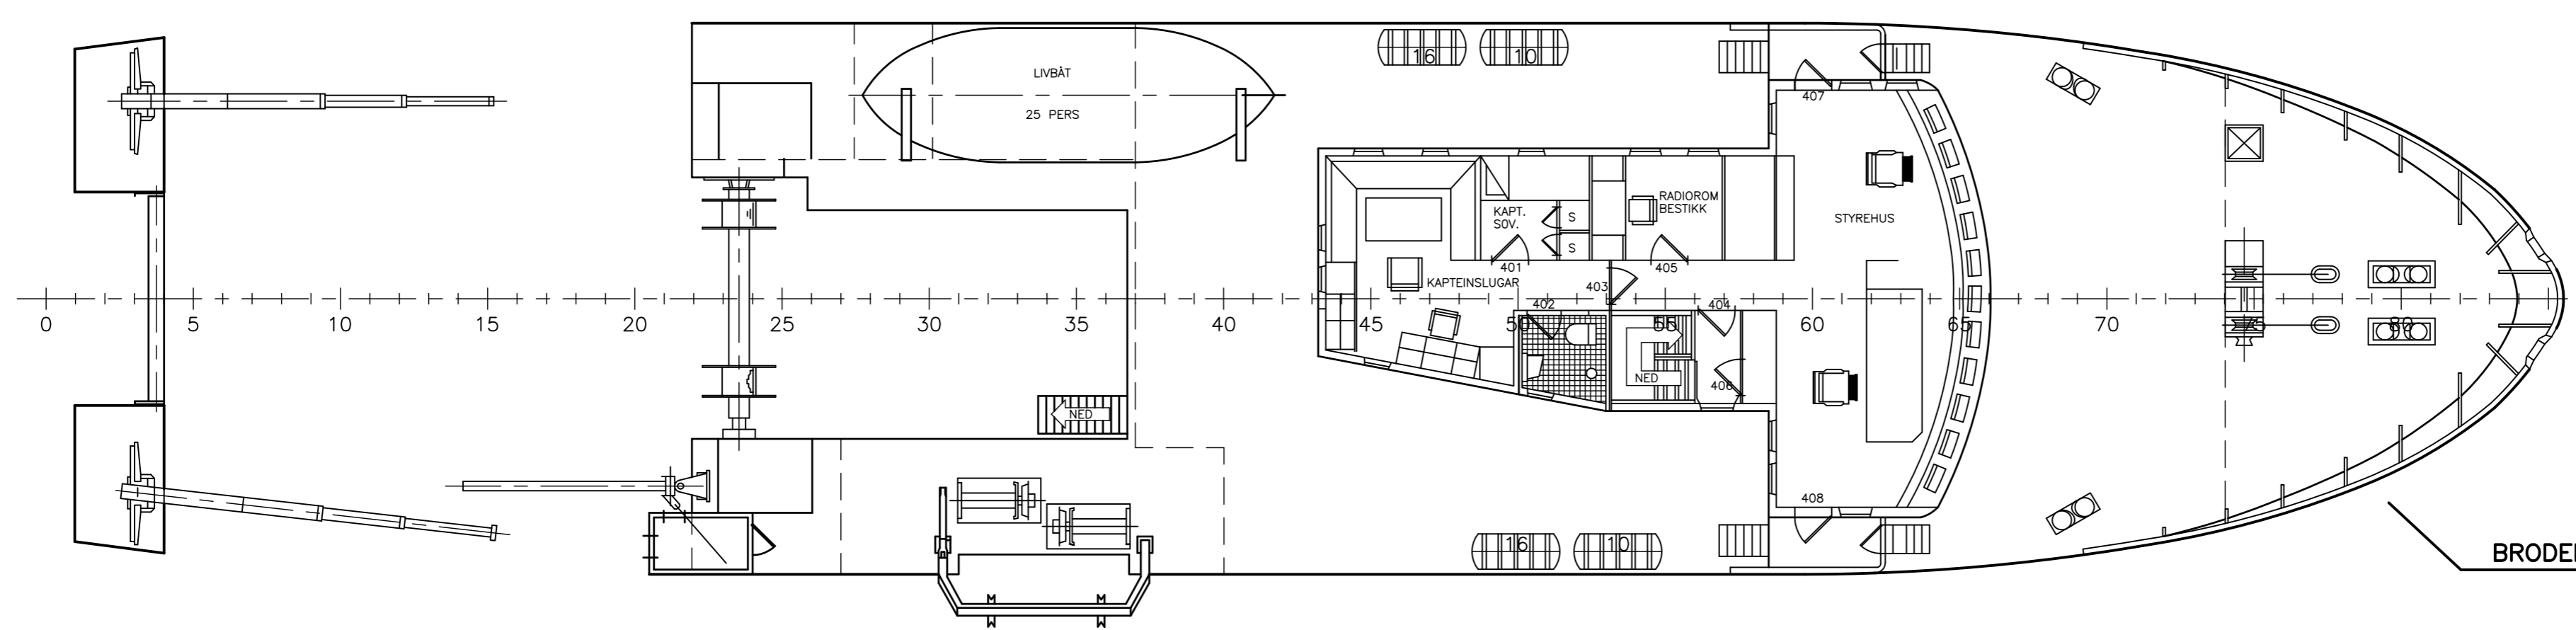 16
10
LIVBÅT
25 PERS
407
RADIOROM
BESTIKK
KAPT.
SOV.
S
S
STYREHUS
401
405
KAPTEINSLUGAR
403
402
404
0 5 10 15 20 25 30 35 40 45 50 55 60 65 70 75 80
NED
406
NED
408
16
10
BRODE